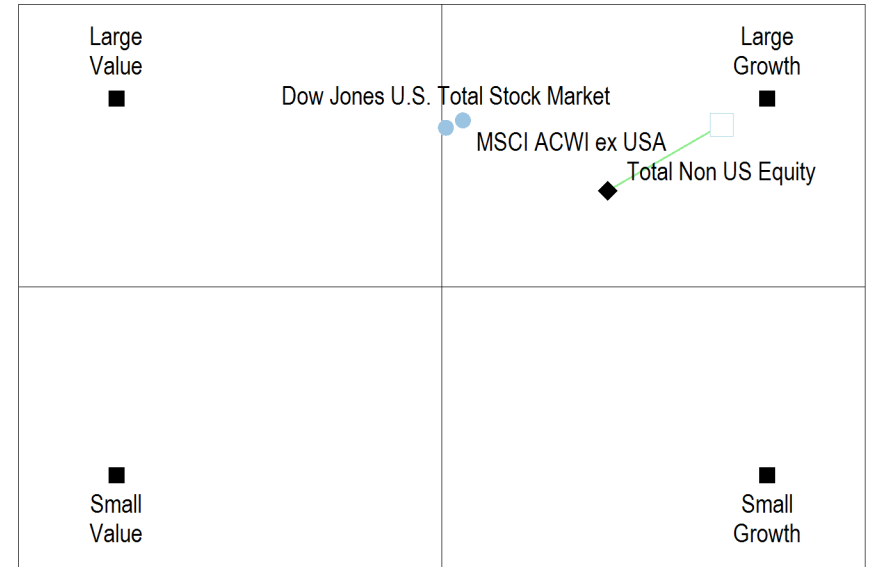 Large
Value
Large
Growth
Dow Jones U.S. Total Stock Market
MSCI ACWI ex USA
Total Non US Equity
Small
Value
Small
Growth